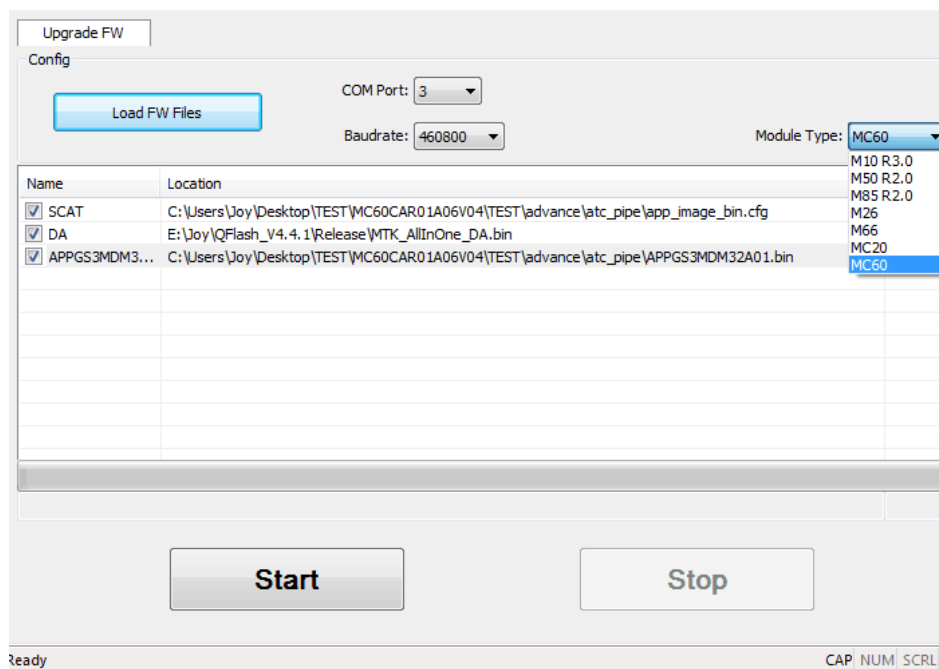 Upgrade FW
Config
Load FW Files
COM Port: 3
Baudrate: 460800
Module Type: MC60
M10 R3.0
M50 R2.0
M85 R2.0
M26
M66
MC20
MC60
Name Location
SCAT C:\Users\Joy\Desktop\TEST\MC60CAR01A06V04\TEST\advance\atc_pipe\app_image_bin.cfg
DA E:\Joy\QFlash_V4.4.1\Release\MTK_AllInOne_DA.bin
APPGS3MDM3... C:\Users\Joy\Desktop\TEST\MC60CAR01A06V04\TEST\advance\atc_pipe\APPGS3MDM32A01.bin
Start Stop
Ready CAP NUM SCRL